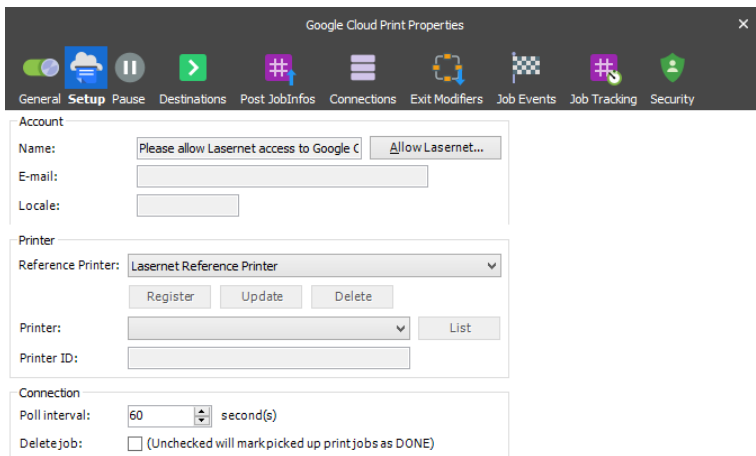 Google Cloud Print Properties
General Setup Pause Destinations Post JobInfos Connections Exit Modifiers Job Events Job Tracking Security
Account
Name: Please allow Lasernet access to Google C Allow Lasernet...
E-mail:
Locale:
Printer
Reference Printer: Lasernet Reference Printer
Register Update Delete
Printer: List
Printer ID:
Connection
Poll interval: 60 second(s)
Delete job: (Unchecked will mark picked up print jobs as DONE)